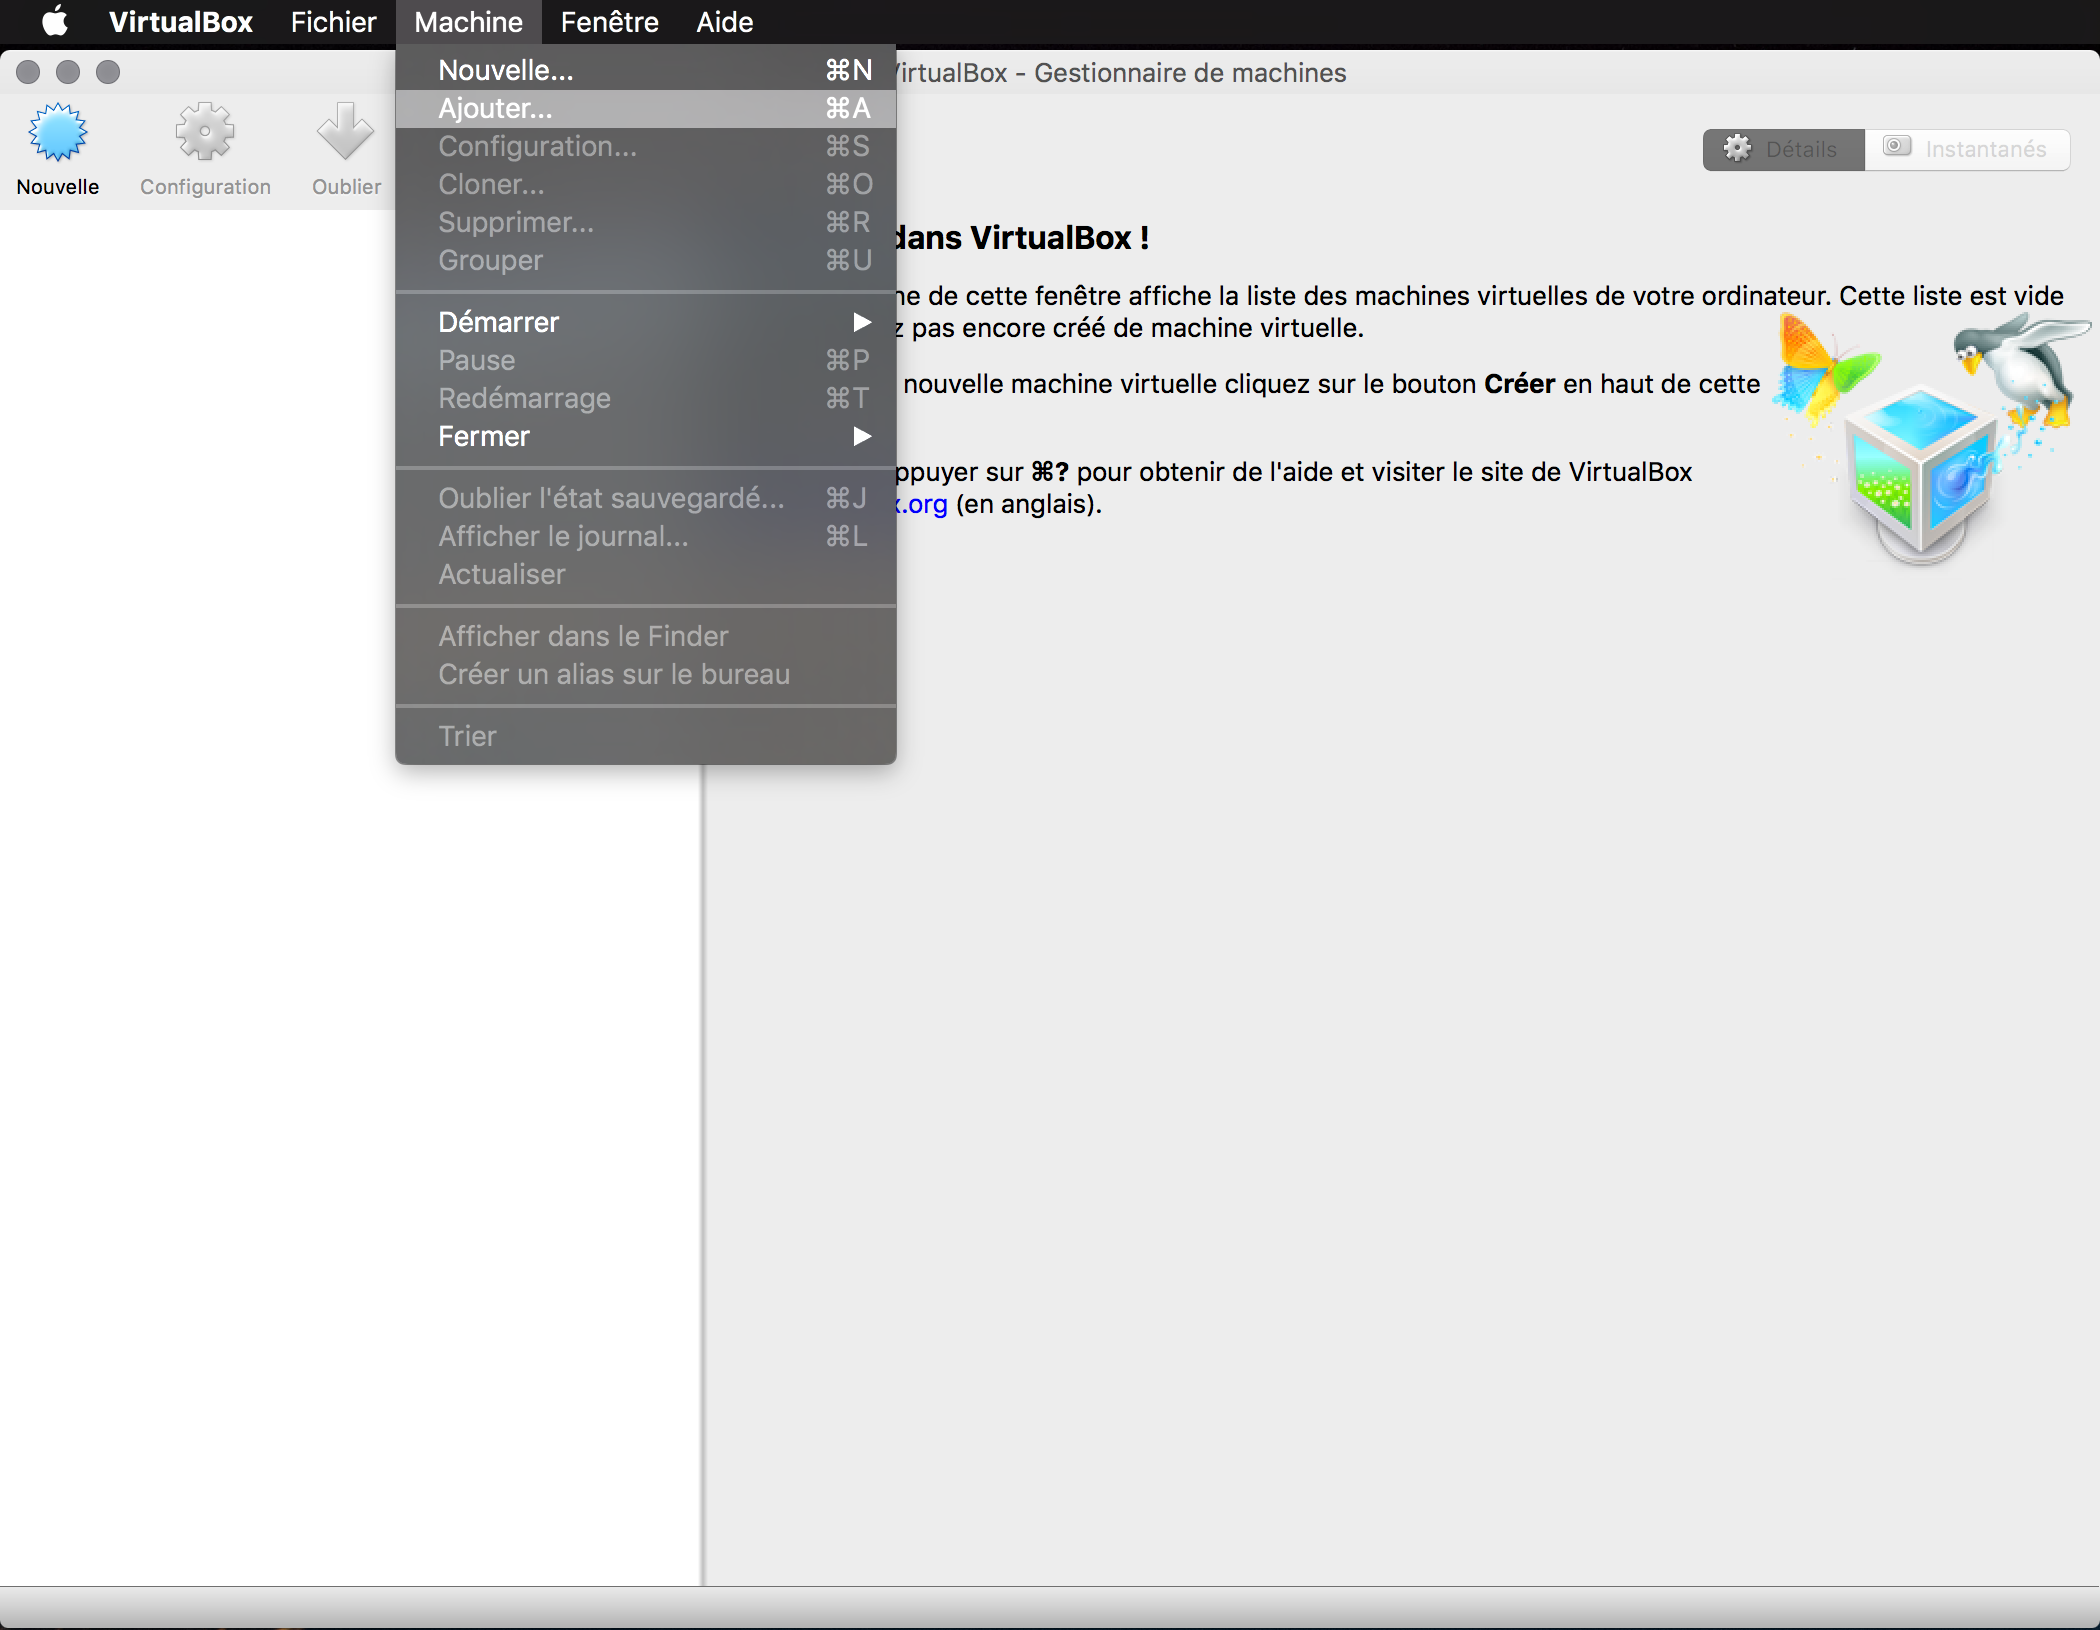 VirtualBox Fichier Machine Fenêtre Aide
VirtualBox - Gestionnaire de machines
Nouvelle Configuration Oublier
Nouvelle... ⌘N
Ajouter... ⌘A
Configuration... ⌘S
Cloner... ⌘O
Supprimer... ⌘R
Grouper ⌘U
Démarrer
Pause ⌘P
Redémarrage ⌘T
Fermer
Oublier l'état sauvegardé... ⌘J
Afficher le journal... ⌘L
Actualiser
Afficher dans le Finder
Créer un alias sur le bureau
Trier
Détails Instantanés
dans VirtualBox !
de cette fenêtre affiche la liste des machines virtuelles de votre ordinateur. Cette liste est vide
pas encore créé de machine virtuelle.
nouvelle machine virtuelle cliquez sur le bouton Créer en haut de cette
sur ⌘? pour obtenir de l'aide et visiter le site de VirtualBox
.org (en anglais).